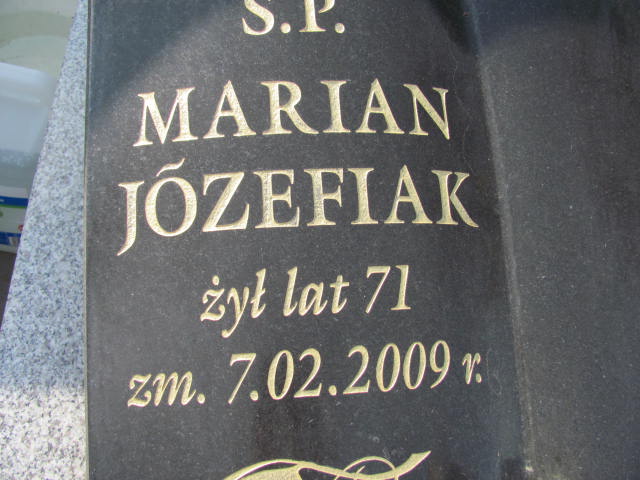 Ś.P.
MARIAN
JÓZEFIAK
żył lat 71
zm. 7.02.2009 r.